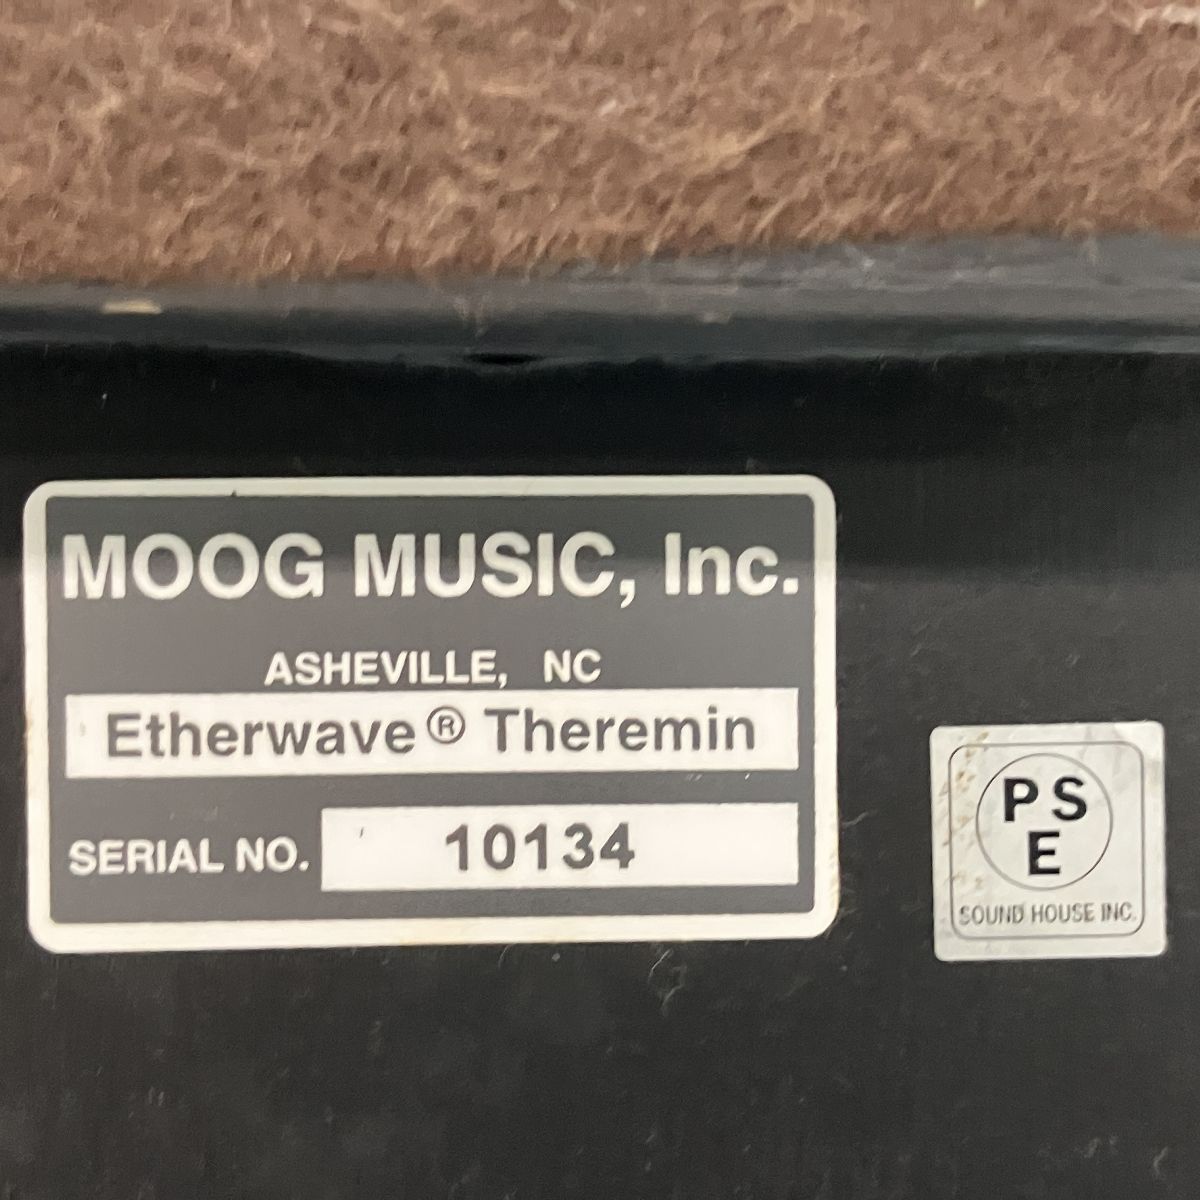 MOOG MUSIC, Inc.
ASHEVILLE, NC
Etherwave® Theremin
SERIAL NO. 10134
PS
E
SOUND HOUSE INC.